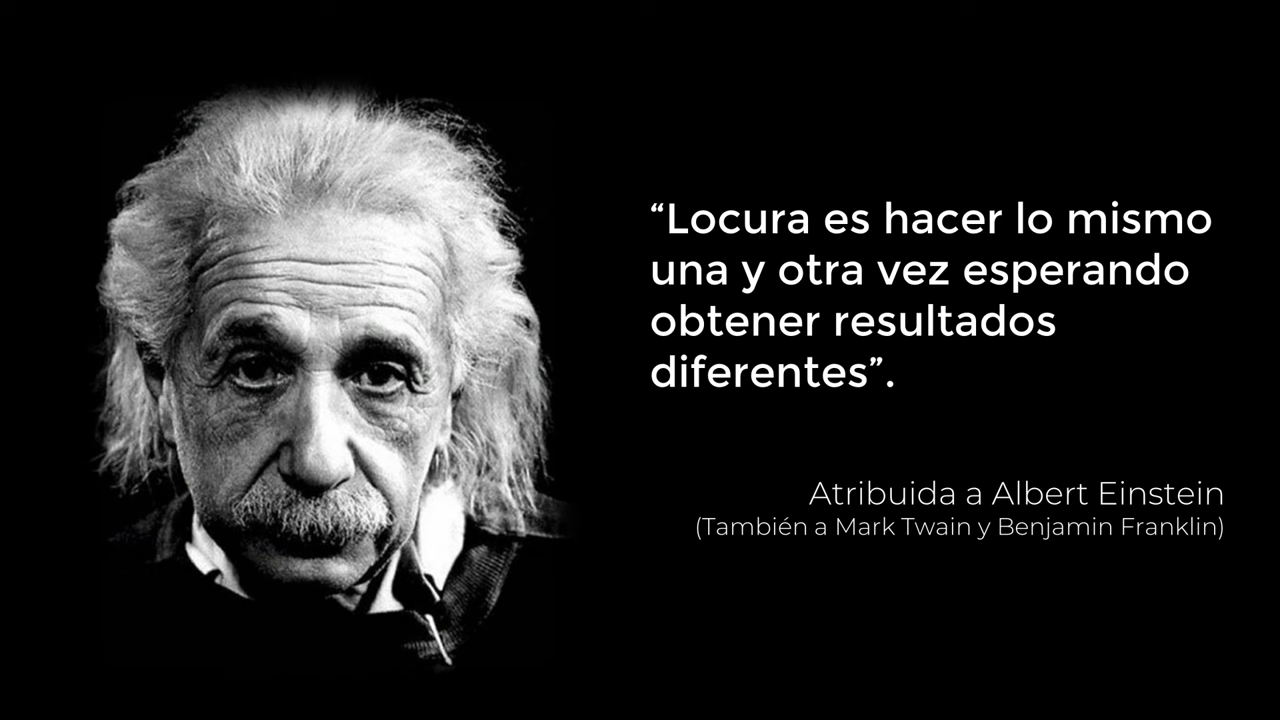 “Locura es hacer lo mismo
una y otra vez esperando
obtener resultados
diferentes”.
Atribuida a Albert Einstein
(También a Mark Twain y Benjamin Franklin)